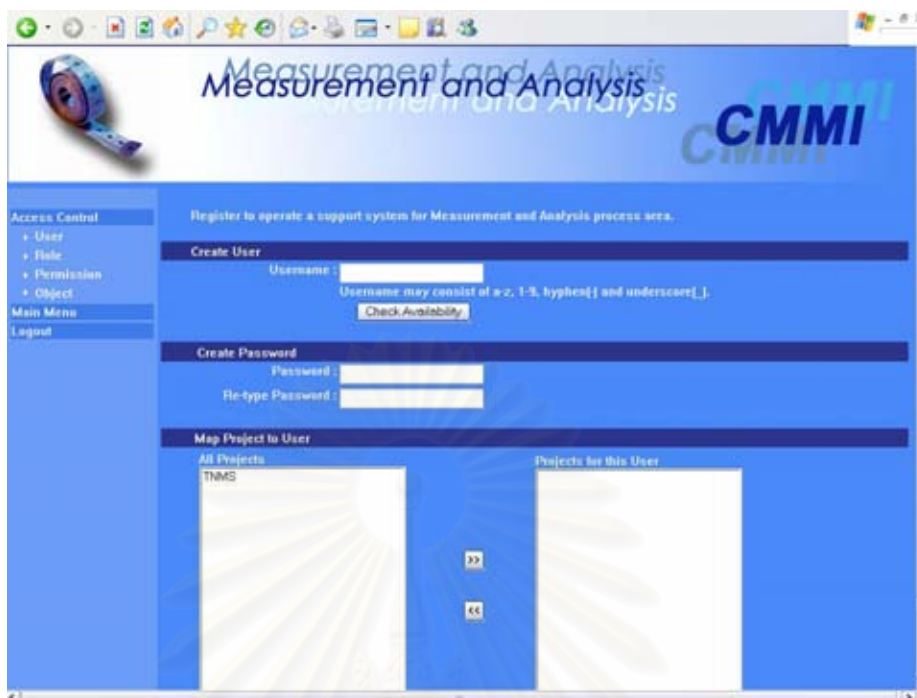 Measurement and Analysis
CMMI
Access Control
User
Role
Permission
Object
Main Menu
Logout
Register to operate a support system for Measurement and Analysis process area.
Create User
Username :
Username may consist of a-z, 1-9, hyphen[-] and underscore[_].
Check Availability
Create Password
Password :
Re-type Password :
Map Project to User
All Projects
Projects for this User
TNMS
>>
<<